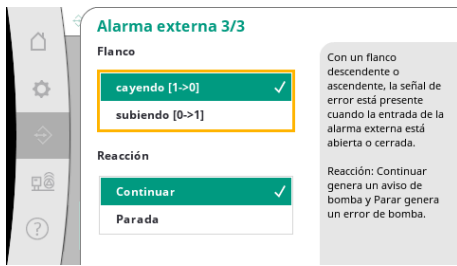 Alarma externa 3/3
Flanco
cayendo [1->0]
subiendo [0->1]
Reacción
Continuar
Parada
Con un flanco
descendente o
ascendente, la señal de
error está presente
cuando la entrada de la
alarma externa está
abierta o cerrada.
Reacción: Continuar
genera un aviso de
bomba y Parar genera
un error de bomba.